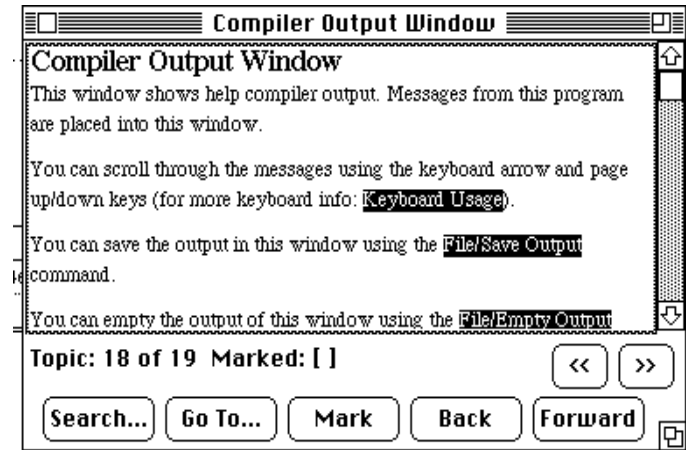 Compiler Output Window
Compiler Output Window
This window shows help compiler output. Messages from this program
are placed into this window.
You can scroll through the messages using the keyboard arrow and page
up/down keys (for more keyboard info: Keyboard Usage).
You can save the output in this window using the File/Save Output
command.
You can empty the output of this window using the File/Empty Output
Topic: 18 of 19 Marked: [ ]
<< >>
Search... Go To... Mark Back Forward